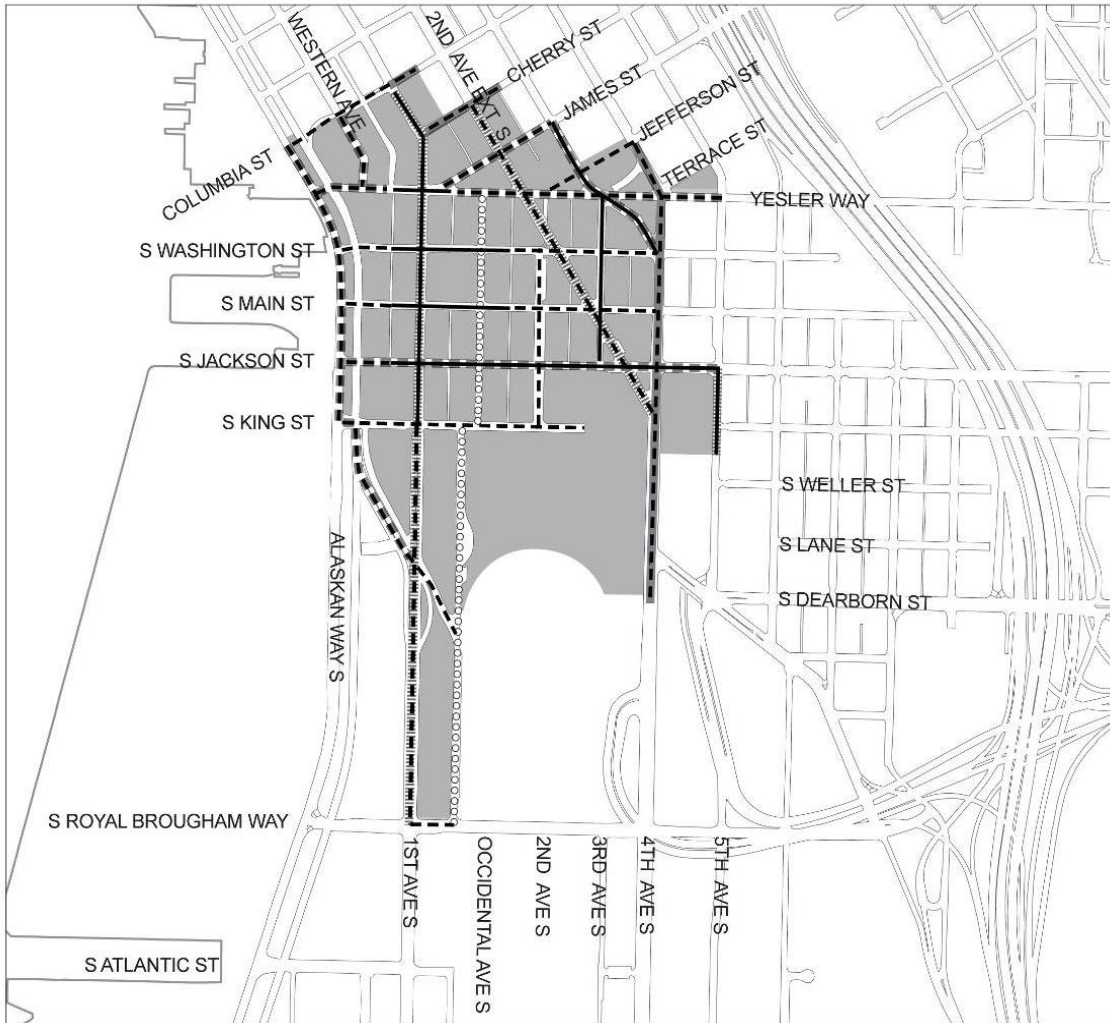 WESTERN AVE
2ND AVE EXT S
CHERRY ST
JAMES ST
JEFFERSON ST
TERRACE ST
COLUMBIA ST
YESLER WAY
S WASHINGTON ST
S MAIN ST
S JACKSON ST
S KING ST
S WELLER ST
S LANE ST
S DEARBORN ST
ALASKAN WAY S
S ROYAL BROUGHAM WAY
1ST AVE S
OCCIDENTAL AVE S
2ND AVE S
3RD AVE S
4TH AVE S
5TH AVE S
S ATLANTIC ST